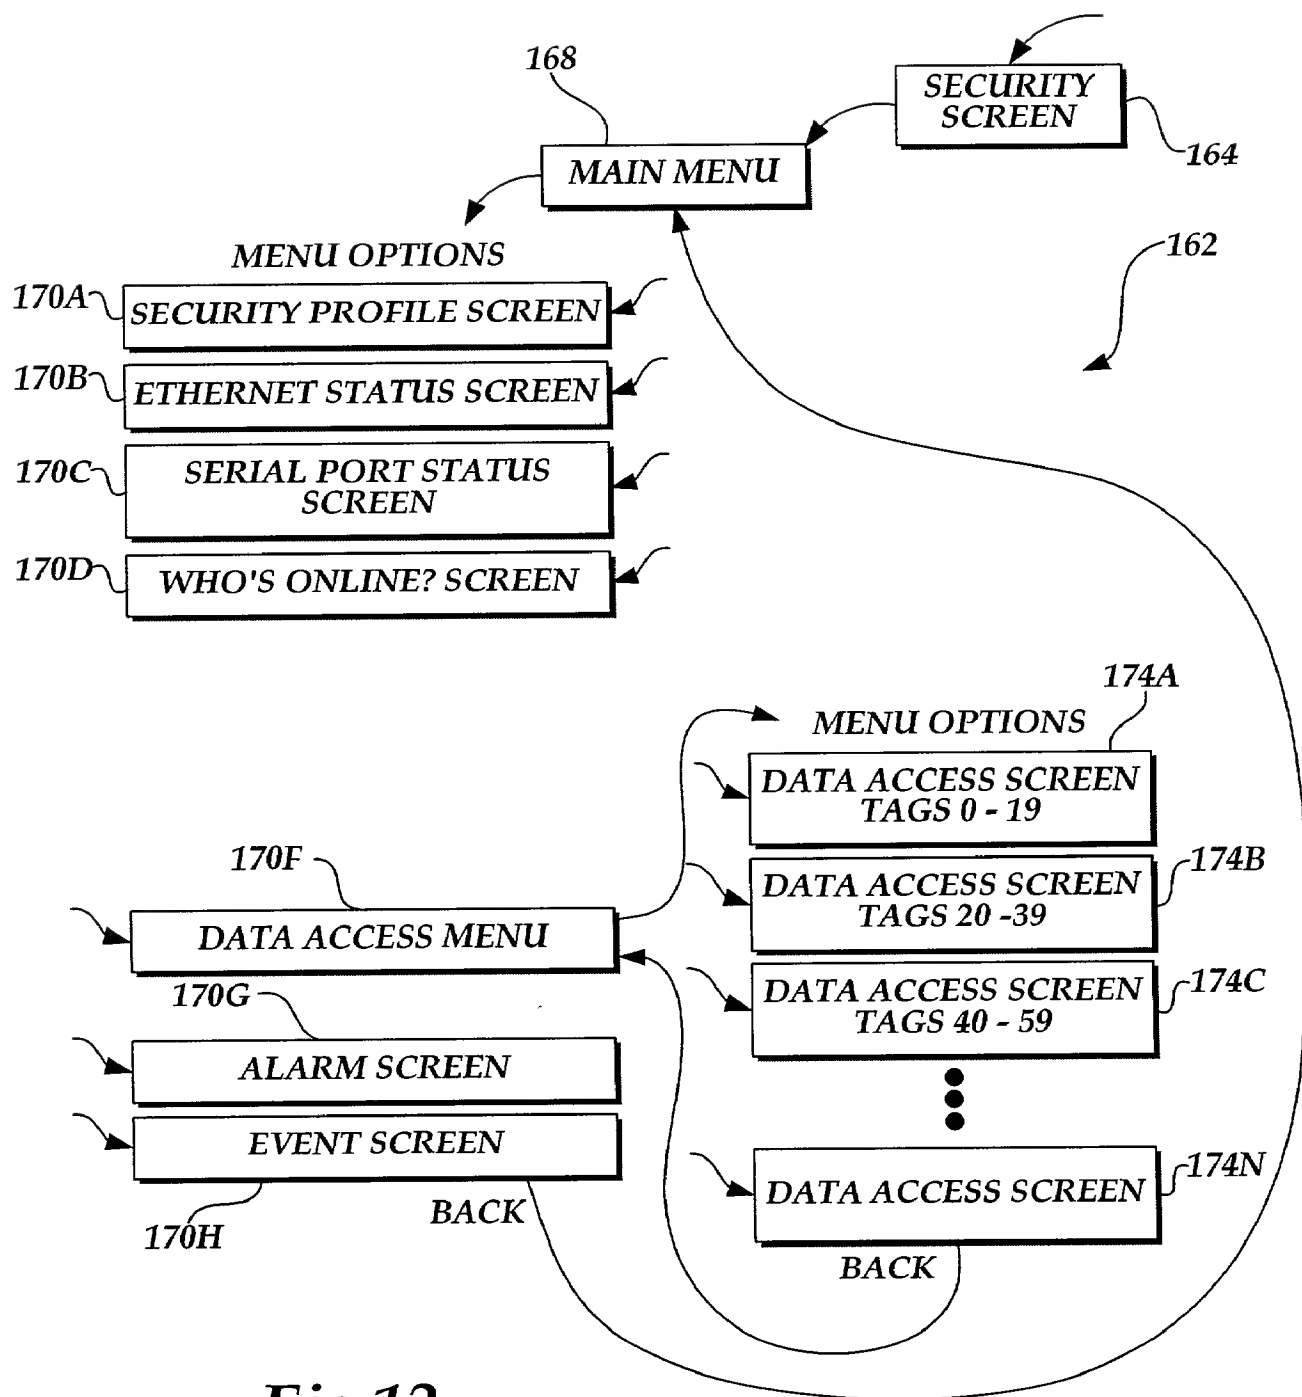 168
SECURITY
SCREEN
164
MAIN MENU
162
MENU OPTIONS
170A
SECURITY PROFILE SCREEN
170B
ETHERNET STATUS SCREEN
170C
SERIAL PORT STATUS
SCREEN
170D
WHO'S ONLINE? SCREEN
174A
MENU OPTIONS
DATA ACCESS SCREEN
TAGS 0 - 19
170F
174B
DATA ACCESS SCREEN
TAGS 20 -39
DATA ACCESS MENU
170G
174C
DATA ACCESS SCREEN
TAGS 40 - 59
ALARM SCREEN
EVENT SCREEN
174N
DATA ACCESS SCREEN
BACK
170H
BACK